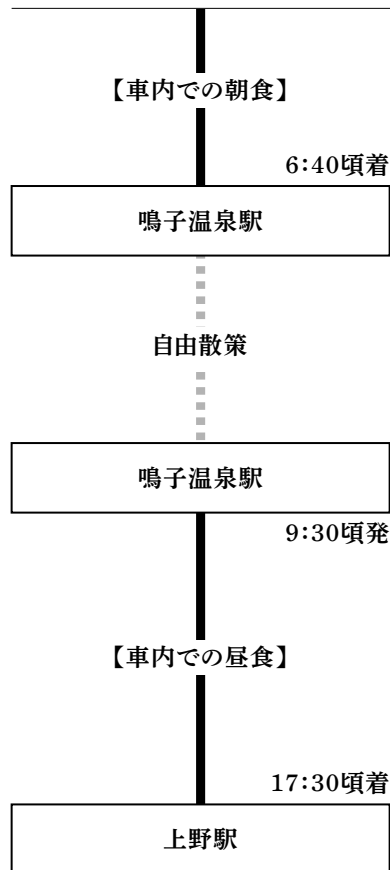 【車内での朝食】
6:40頃着
鳴子温泉駅
自由散策
鳴子温泉駅
9:30頃発
【車内での昼食】
17:30頃着
上野駅